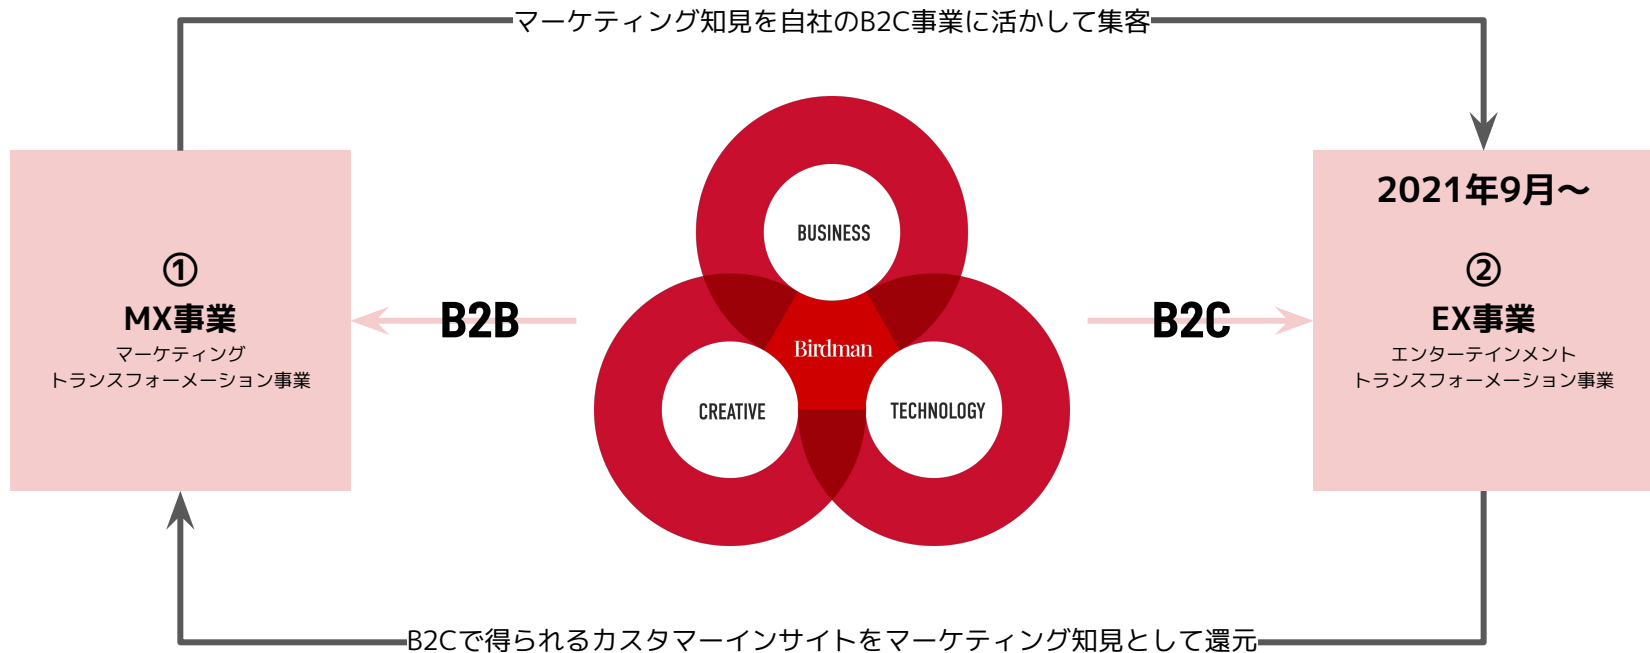 マーケティング知見を自社のB2C事業に活かして集客
2021年9月〜
BUSINESS
①
MX事業
マーケティング
トランスフォーメーション事業
B2B
Birdman
CREATIVE
TECHNOLOGY
B2C
②
EX事業
エンターテインメント
トランスフォーメーション事業
B2Cで得られるカスタマーインサイトをマーケティング知見として還元